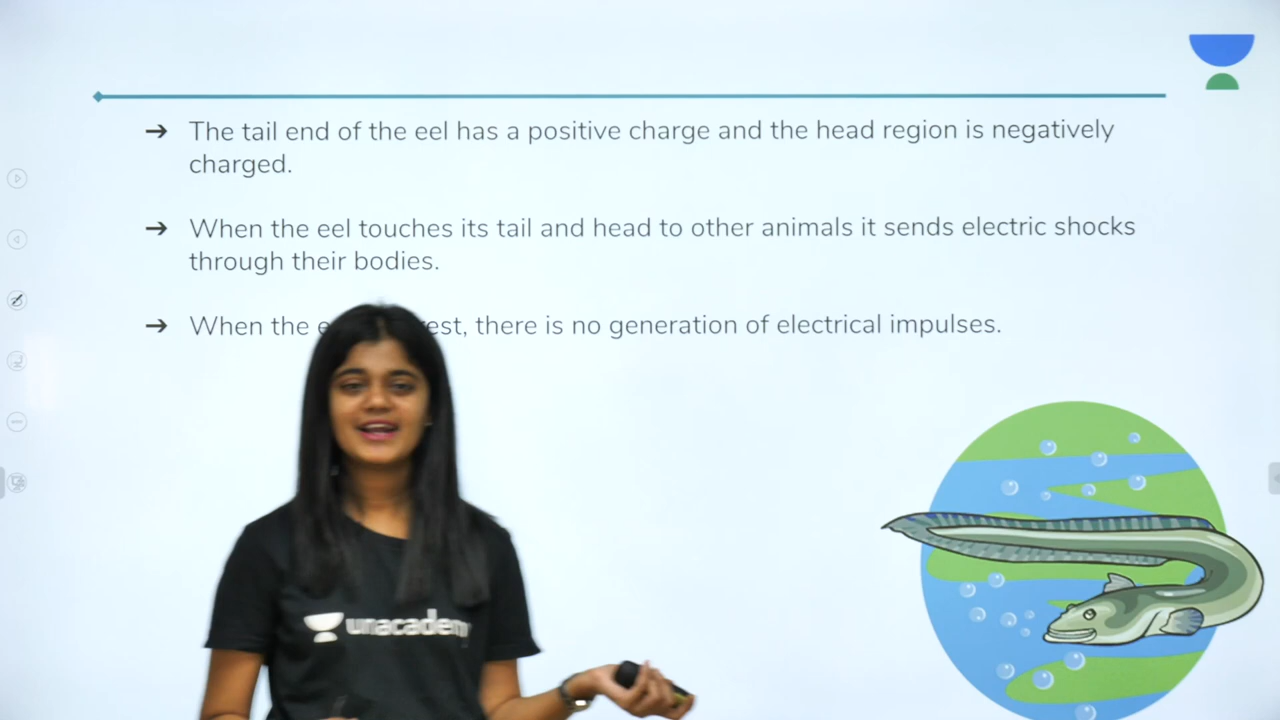 ➔ The tail end of the eel has a positive charge and the head region is negatively
charged.
➔ When the eel touches its tail and head to other animals it sends electric shocks
through their bodies.
➔ When the rest, there is no generation of electrical impulses.
unacademy